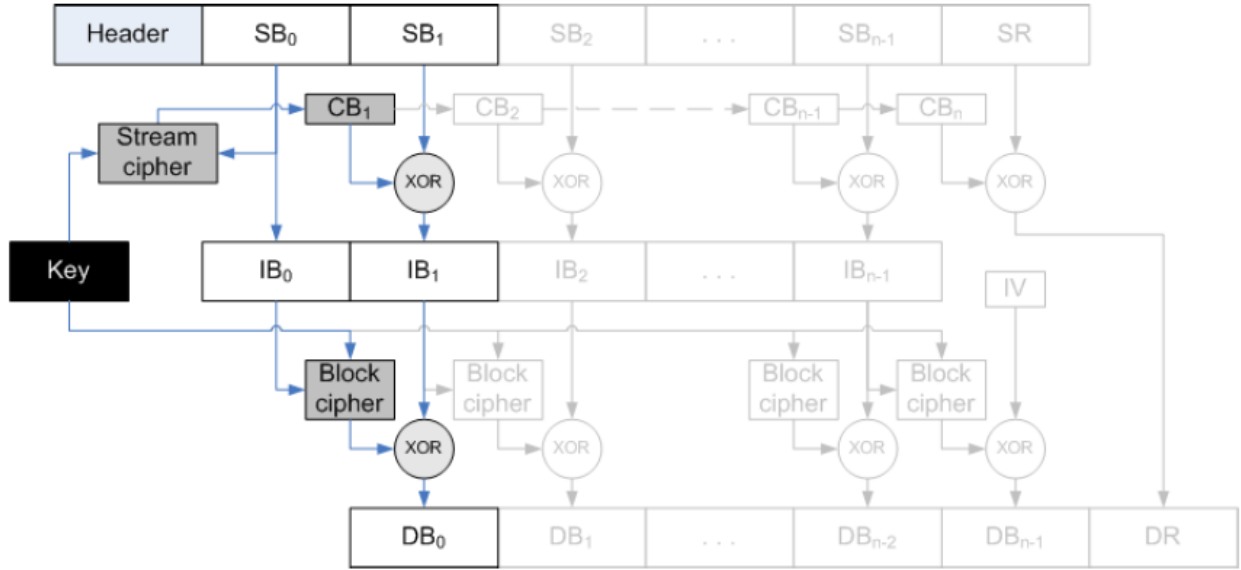 Header SB₀ SB₁ SB₂ . . . SBₙ₋₁ SR
CB₁ CB₂ CBₙ₋₁ CBₙ
Stream
cipher
XOR XOR XOR XOR
Key
IB₀ IB₁ IB₂ . . . IBₙ₋₁
IV
Block Block Block Block
cipher cipher cipher cipher
XOR XOR XOR XOR
DB₀ DB₁ . . . DBₙ₋₂ DBₙ₋₁ DR